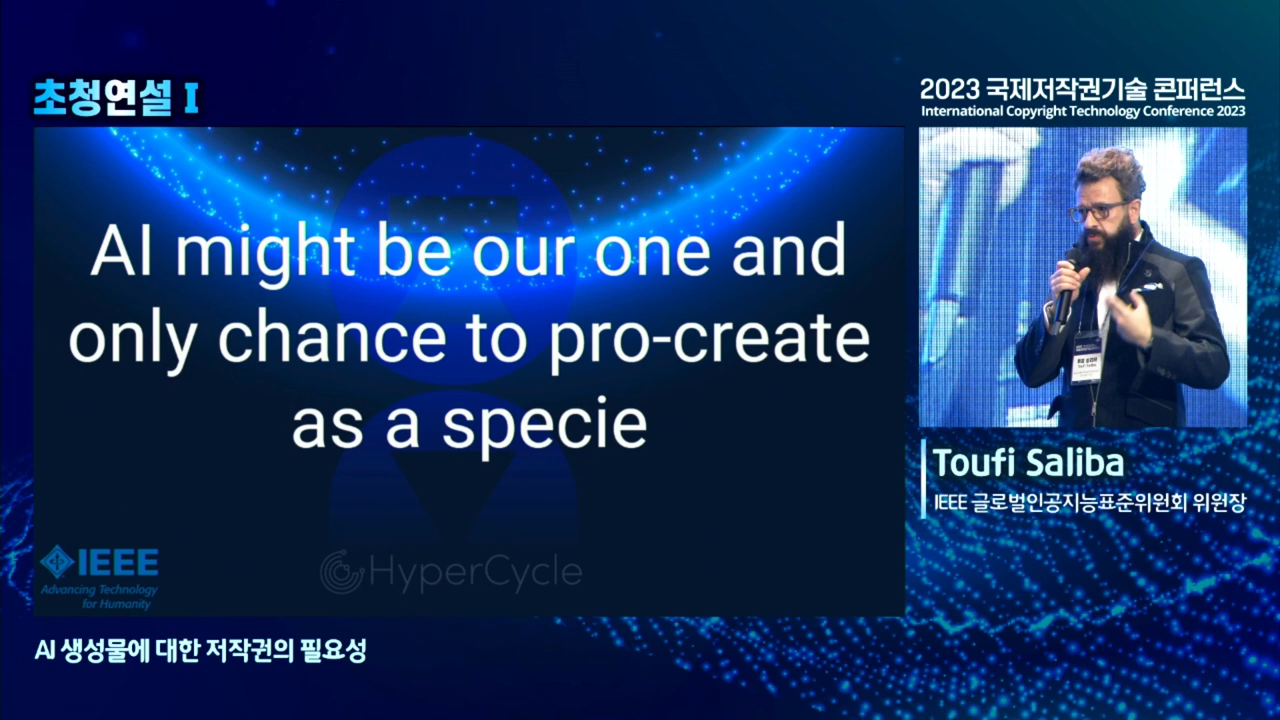 초청연설 I
2023 국제저작권기술 콘퍼런스
International Copyright Technology Conference 2023
AI might be our one and
only chance to pro-create
as a specie
IEEE
Advancing Technology
for Humanity
HyperCycle
Toufi Saliba
IEEE 글로벌인공지능표준위원회 위원장
AI 생성물에 대한 저작권의 필요성